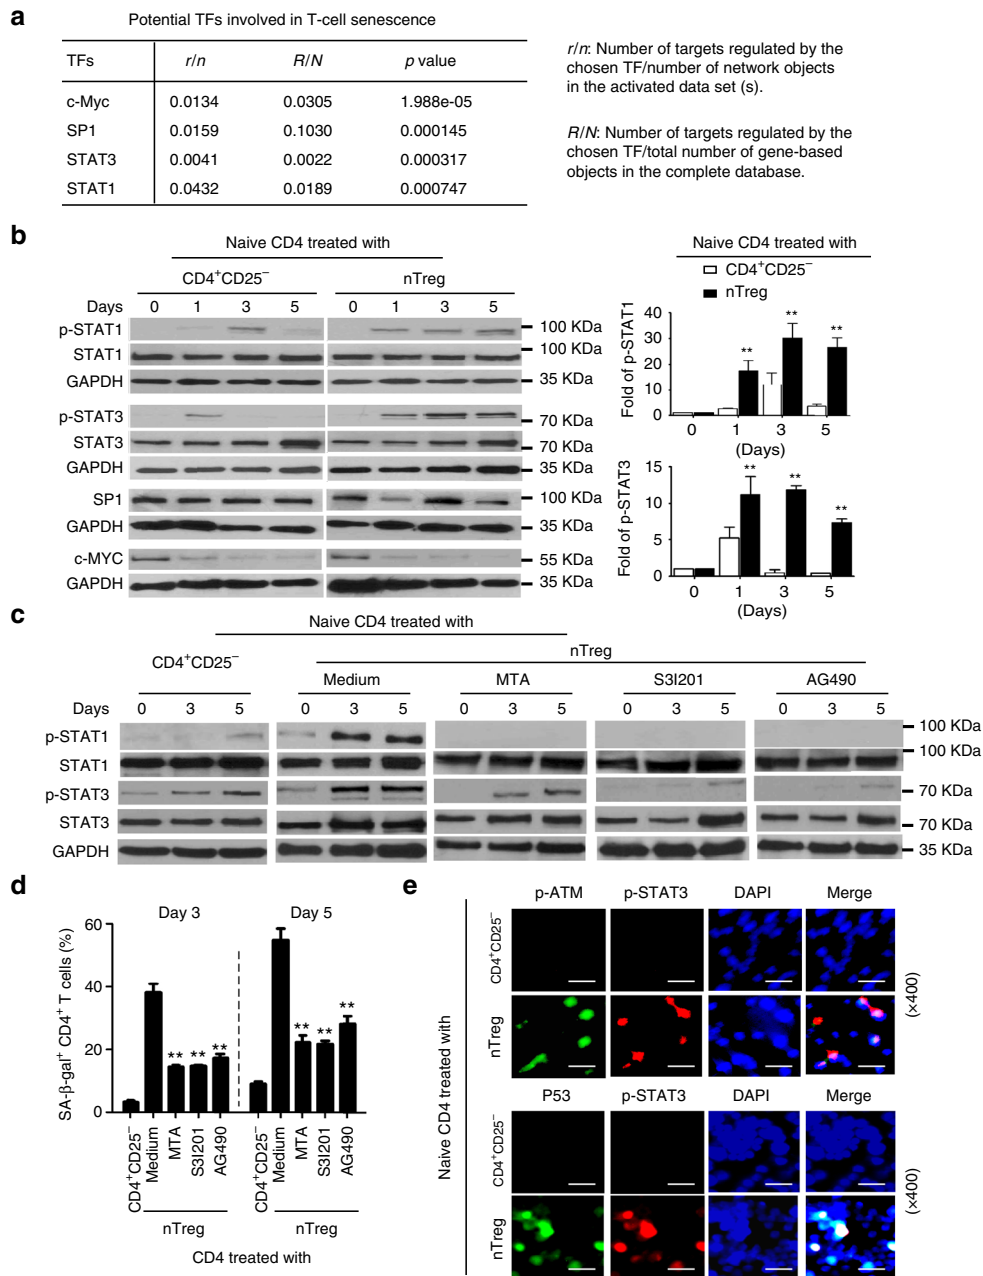 a
Potential TFs involved in T-cell senescence
TFs r/n R/N p value
c-Myc 0.0134 0.0305 1.988e-05
SP1 0.0159 0.1030 0.000145
STAT3 0.0041 0.0022 0.000317
STAT1 0.0432 0.0189 0.000747
r/n: Number of targets regulated by the
chosen TF/number of network objects
in the activated data set (s).
R/N: Number of targets regulated by the
chosen TF/total number of gene-based
objects in the complete database.
b
Naive CD4 treated with
CD4⁺CD25⁻ nTreg
Days 0 1 3 5 0 1 3 5
p-STAT1 100 KDa
STAT1 100 KDa
GAPDH 35 KDa
p-STAT3 70 KDa
STAT3 70 KDa
GAPDH 35 KDa
SP1 100 KDa
GAPDH 35 KDa
c-MYC 55 KDa
GAPDH 35 KDa
Naive CD4 treated with
CD4⁺CD25⁻
nTreg
Fold of p-STAT1
40
30
20
10
0
** ** **
0 1 3 5
(Days)
Fold of p-STAT3
15
10
5
0
** ** **
0 1 3 5
(Days)
c
Naive CD4 treated with
CD4⁺CD25⁻ nTreg
Medium MTA S3I201 AG490
Days 0 3 5 0 3 5 0 3 5 0 3 5 0 3 5
p-STAT1 100 KDa
STAT1 100 KDa
p-STAT3 70 KDa
STAT3 70 KDa
GAPDH 35 KDa
d
Day 3 Day 5
SA-β-gal⁺ CD4⁺ T cells (%)
60
40
20
0
** ** ** ** ** **
CD4⁺CD25⁻ Medium MTA S3I201 AG490 CD4⁺CD25⁻ Medium MTA S3I201 AG490
nTreg nTreg
CD4 treated with
e
Naive CD4 treated with
p-ATM p-STAT3 DAPI Merge
CD4⁺CD25⁻
nTreg
(×400)
P53 p-STAT3 DAPI Merge
CD4⁺CD25⁻
nTreg
(×400)